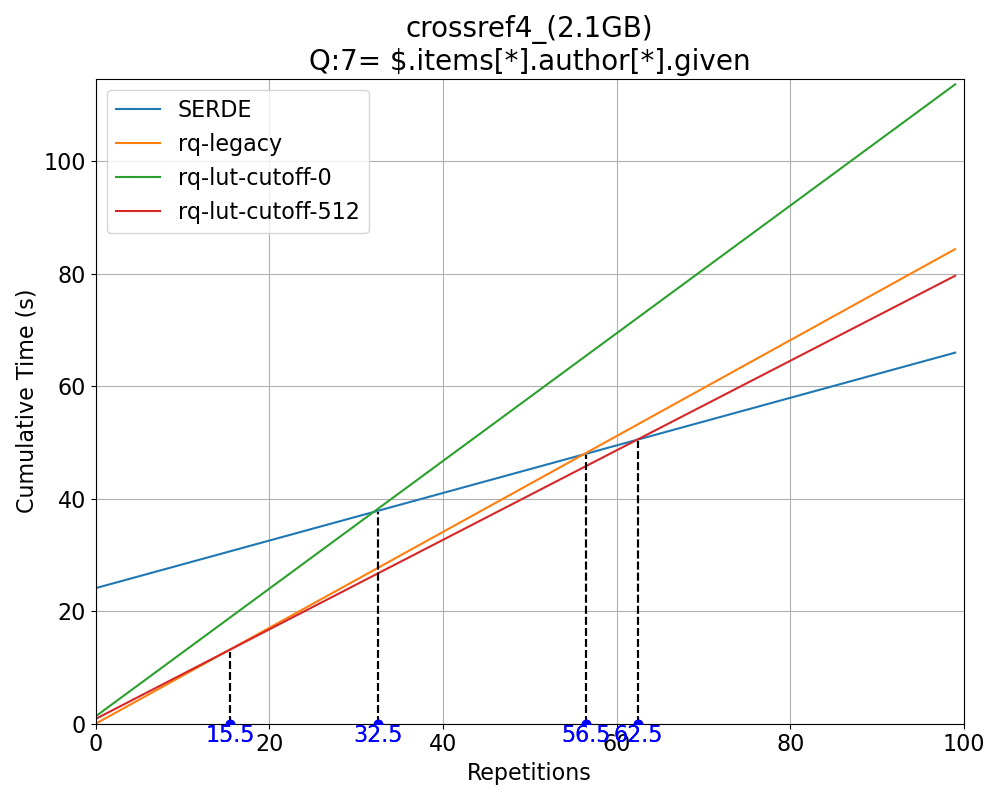 crossref4_(2.1GB)
Q:7= $.items[*].author[*].given
SERDE
rq-legacy
rq-lut-cutoff-0
rq-lut-cutoff-512
Cumulative Time (s)
100
80
60
40
20
0
15.5 32.5 56.5 62.5
0 20 40 60 80 100
Repetitions